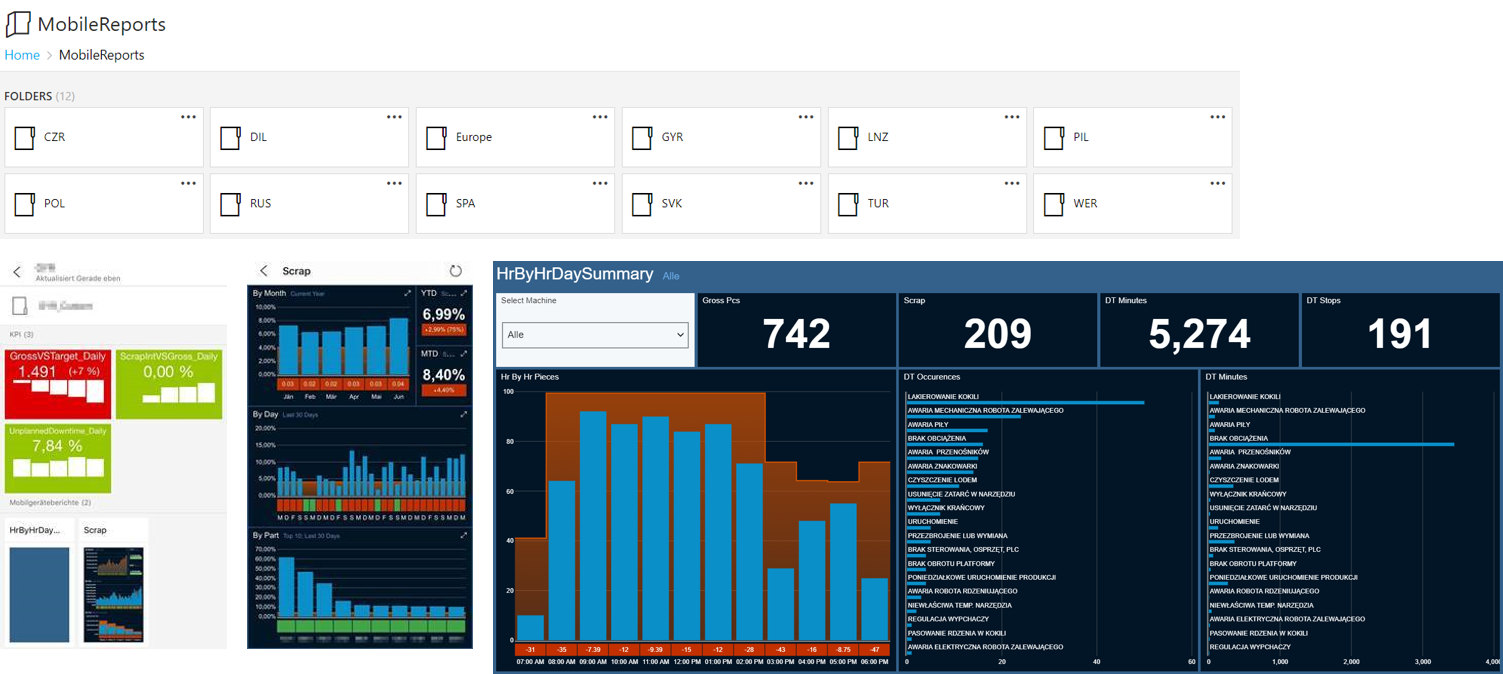 MobileReports
Home > MobileReports
FOLDERS (12)
CZR
DIL
Europe
GYR
LNZ
PIL
POL
RUS
SPA
SVK
TUR
WER
Aktualisiert Gerade eben
KPI (3)
GrossVSTarget_Daily
1.491 (+7 %)
ScrapIntVSGross_Daily
0,00 %
UnplannedDowntime_Daily
7,84 %
Mobilgeräteberichte (2)
HrByHrDay...
Scrap
Scrap
By Month Current Year
10,00%
8,00%
6,00%
4,00%
2,00%
0,00%
0.03 0.02 0.02 0.03 0.03 0.04
Jän Feb Mär Apr Mai Jun
YTD Sc...
6,99%
+2,99% (75%)
MTD S...
8,40%
+4,40%
By Day Last 30 Days
20,00%
15,00%
10,00%
5,00%
0,00%
M D F S S M D M D F S S M D M D F S S M D M D F S S M D M
By Part Top 10; Last 30 Days
70,00%
60,00%
50,00%
40,00%
30,00%
20,00%
10,00%
0,00%
HrByHrDaySummary Alle
Select Machine
Alle
Gross Pcs
742
Scrap
209
DT Minutes
5,274
DT Stops
191
Hr By Hr Pieces
100
80
60
40
20
0
-31 -35 -7.39 -12 -9.39 -15 -12 -28 -43 -16 -8.75 -47
07:00 AM 08:00 AM 09:00 AM 10:00 AM 11:00 AM 12:00 PM 01:00 PM 02:00 PM 03:00 PM 04:00 PM 05:00 PM 06:00 PM
DT Occurences
LAKIEROWANIE KOKILI
AWARIA MECHANICZNA ROBOTA ZALEWAJĄCEGO
AWARIA PIŁY
BRAK OBCIĄŻENIA
AWARIA PRZENOŚNIKÓW
AWARIA ZNAKOWARKI
CZYSZCZENIE LODEM
USUNIĘCIE ZATARĆ W NARZĘDZIU
WYŁĄCZNIK KRAŃCOWY
URUCHOMIENIE
PRZEZBROJENIE LUB WYMIANA
BRAK STEROWANIA, OSPRZĘT, PLC
BRAK OBROTU PLATFORMY
PONIEDZIAŁKOWE URUCHOMIENIE PRODUKCJI
AWARIA ROBOTA RDZENIUJĄCEGO
NIEWŁAŚCIWA TEMP. NARZĘDZIA
REGULACJA WYPYCHACZY
PASOWANIE RDZENIA W KOKILI
AWARIA ELEKTRYCZNA ROBOTA ZALEWAJĄCEGO
0 20 40 60
DT Minutes
LAKIEROWANIE KOKILI
AWARIA MECHANICZNA ROBOTA ZALEWAJĄCEGO
AWARIA PIŁY
BRAK OBCIĄŻENIA
AWARIA PRZENOŚNIKÓW
AWARIA ZNAKOWARKI
CZYSZCZENIE LODEM
WYŁĄCZNIK KRAŃCOWY
USUNIĘCIE ZATARĆ W NARZĘDZIU
URUCHOMIENIE
PRZEZBROJENIE LUB WYMIANA
BRAK STEROWANIA, OSPRZĘT, PLC
BRAK OBROTU PLATFORMY
PONIEDZIAŁKOWE URUCHOMIENIE PRODUKCJI
AWARIA ROBOTA RDZENIUJĄCEGO
NIEWŁAŚCIWA TEMP. NARZĘDZIA
AWARIA ELEKTRYCZNA ROBOTA ZALEWAJĄCEGO
PASOWANIE RDZENIA W KOKILI
REGULACJA WYPYCHACZY
0 1,000 2,000 3,000 4,00